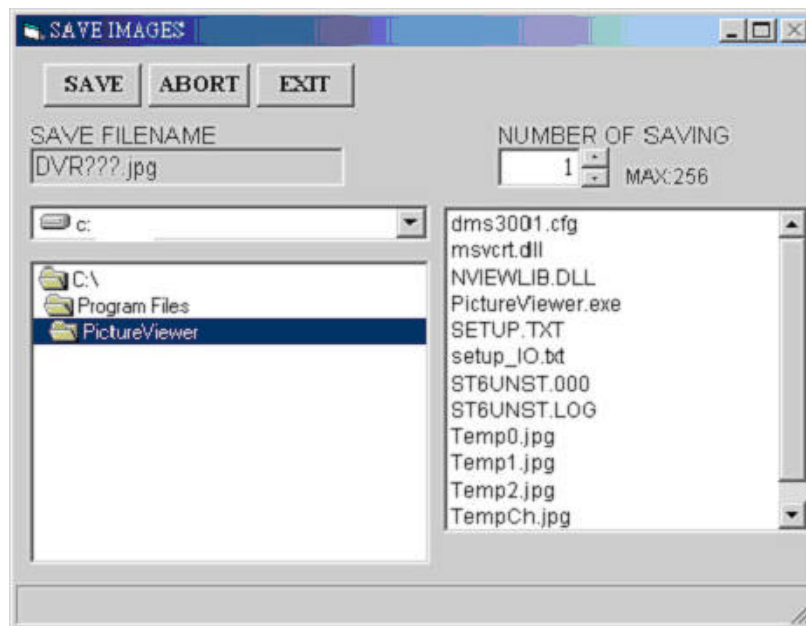 SAVE IMAGES
SAVE ABORT EXIT
SAVE FILENAME
DVR???.jpg
NUMBER OF SAVING
1 MAX:256
c:
C:\
Program Files
PictureViewer
dms3001.cfg
msvcrt.dll
NVIEWLIB.DLL
PictureViewer.exe
SETUP.TXT
setup_IO.txt
ST6UNST.000
ST6UNST.LOG
Temp0.jpg
Temp1.jpg
Temp2.jpg
TempCh.jpg